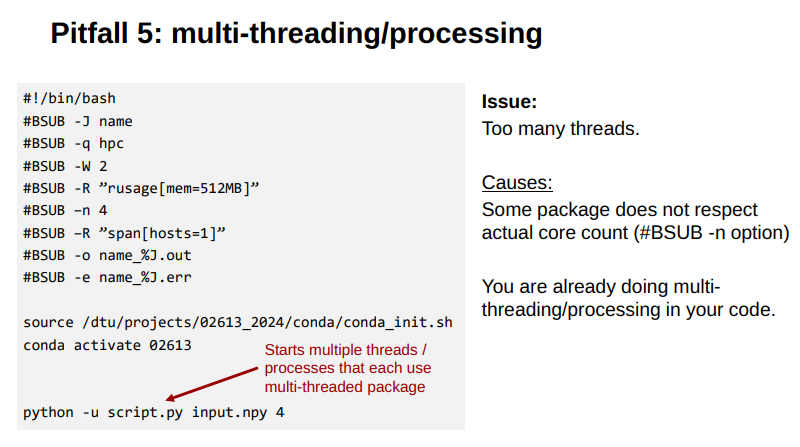 Pitfall 5: multi-threading/processing
#!/bin/bash
#BSUB -J name
#BSUB -q hpc
#BSUB -W 2
#BSUB -R ”rusage[mem=512MB]”
#BSUB –n 4
#BSUB –R ”span[hosts=1]”
#BSUB -o name_%J.out
#BSUB -e name_%J.err
source /dtu/projects/02613_2024/conda/conda_init.sh
conda activate 02613
Starts multiple threads /
processes that each use
multi-threaded package
python -u script.py input.npy 4
Issue:
Too many threads.
Causes:
Some package does not respect
actual core count (#BSUB -n option)
You are already doing multi-
threading/processing in your code.